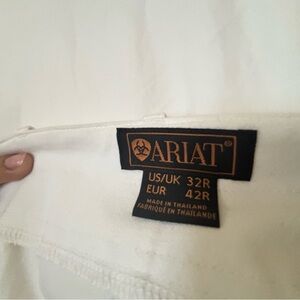 ARIAT®
US/UK 32R
EUR 42R
MADE IN THAILAND
FABRIQUÉ EN THAÏLANDE